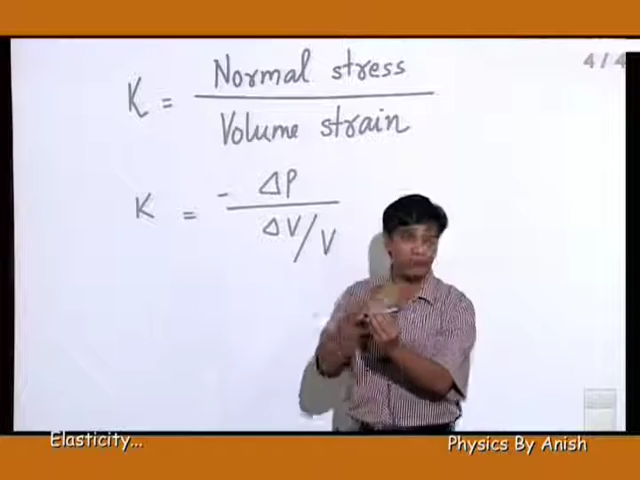 4/4
K = Normal stress / Volume strain
K = - ΔP / ΔV/V
Elasticity...
Physics By Anish